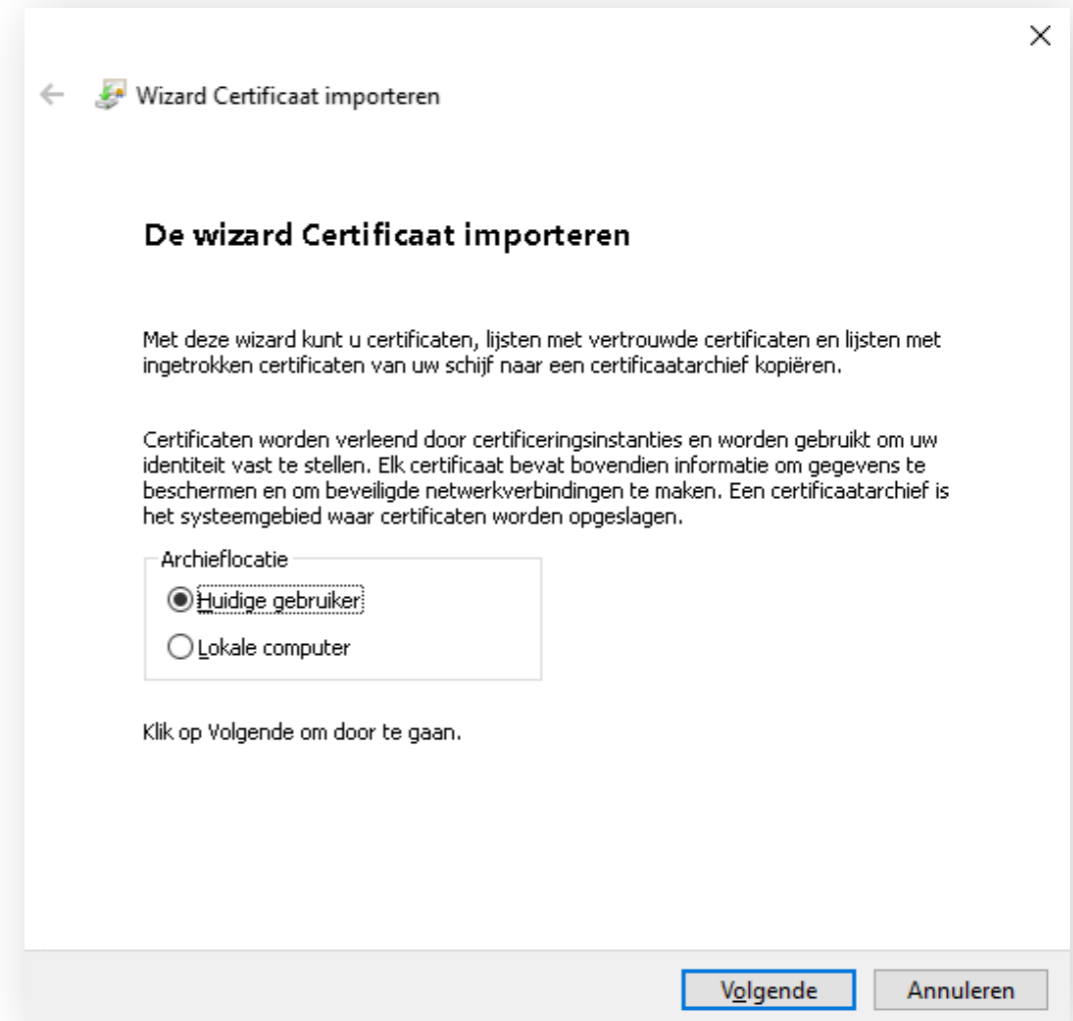 Wizard Certificaat importeren
De wizard Certificaat importeren
Met deze wizard kunt u certificaten, lijsten met vertrouwde certificaten en lijsten met
ingetrokken certificaten van uw schijf naar een certificaatarchief kopiëren.
Certificaten worden verleend door certificeringsinstanties en worden gebruikt om uw
identiteit vast te stellen. Elk certificaat bevat bovendien informatie om gegevens te
beschermen en om beveiligde netwerkverbindingen te maken. Een certificaatarchief is
het systeemgebied waar certificaten worden opgeslagen.
Archieflocatie
Huidige gebruiker
Lokale computer
Klik op Volgende om door te gaan.
Volgende Annuleren